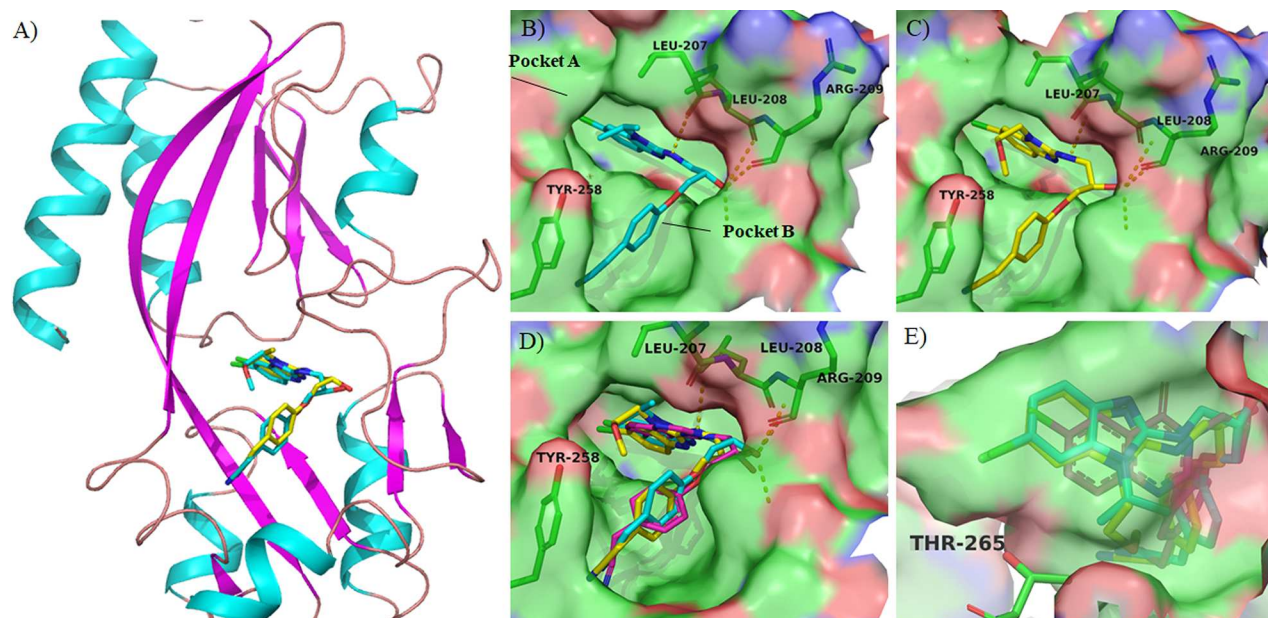 A)
B)
LEU-207
Pocket A
LEU-208
ARG-209
TYR-258
Pocket B
C)
LEU-207
LEU-208
ARG-209
TYR-258
D)
LEU-207
LEU-208
ARG-209
TYR-258
E)
THR-265